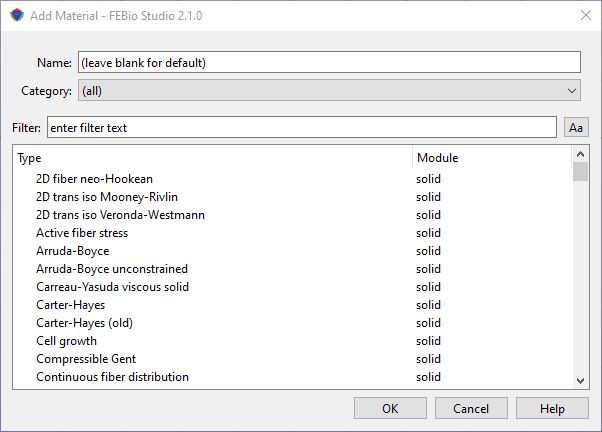 Add Material - FEBio Studio 2.1.0
Name: (leave blank for default)
Category: (all)
Filter: enter filter text Aa
Type Module
2D fiber neo-Hookean solid
2D trans iso Mooney-Rivlin solid
2D trans iso Veronda-Westmann solid
Active fiber stress solid
Arruda-Boyce solid
Arruda-Boyce unconstrained solid
Carreau-Yasuda viscous solid solid
Carter-Hayes solid
Carter-Hayes (old) solid
Cell growth solid
Compressible Gent solid
Continuous fiber distribution solid
OK Cancel Help